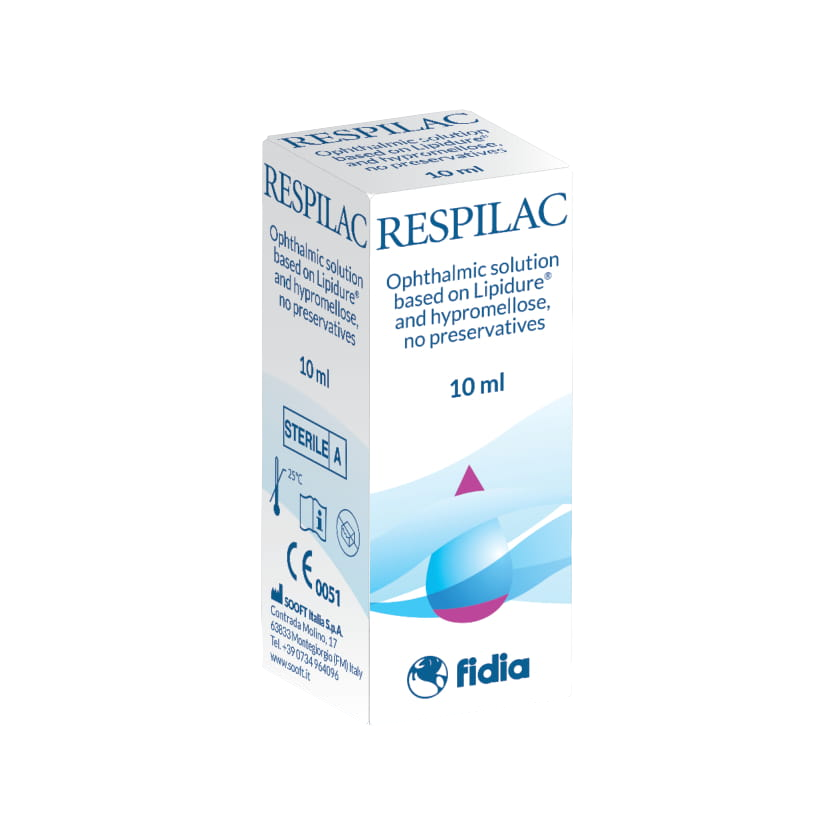 RESPILAC
Ophthalmic solution
based on Lipidure®
and hypromellose,
no preservatives
10 ml
RESPILAC
Ophthalmic solution
based on Lipidure®
and hypromellose,
no preservatives
10 ml
STERILE A
25°C
i
CE 0051
SOOFT Italia S.p.A.
Contrada Molino, 17
63833 Montegiorgio (FM) Italy
Tel. +39 0734 964096
www.sooft.it
RESPILAC
Ophthalmic solution
based on Lipidure®
and hypromellose,
no preservatives
10 ml
fidia